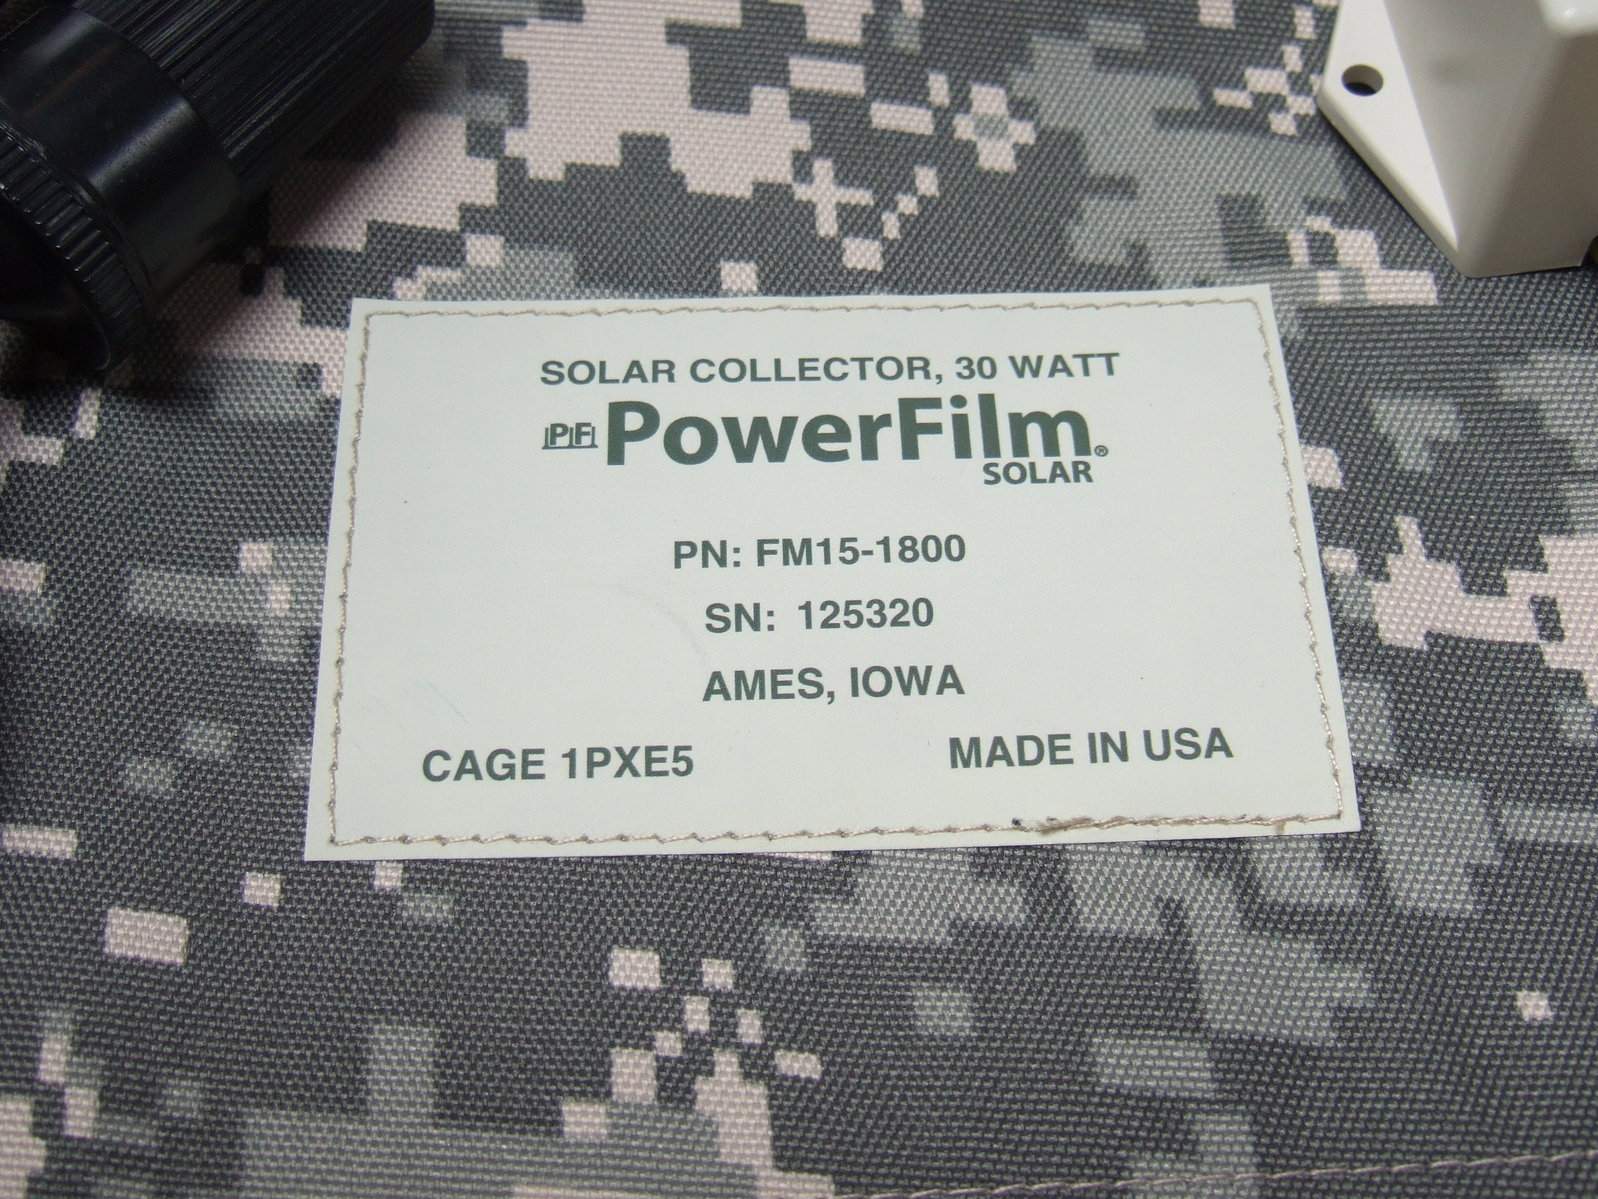 SOLAR COLLECTOR, 30 WATT
PF PowerFilm®
SOLAR
PN: FM15-1800
SN: 125320
AMES, IOWA
CAGE 1PXE5 MADE IN USA